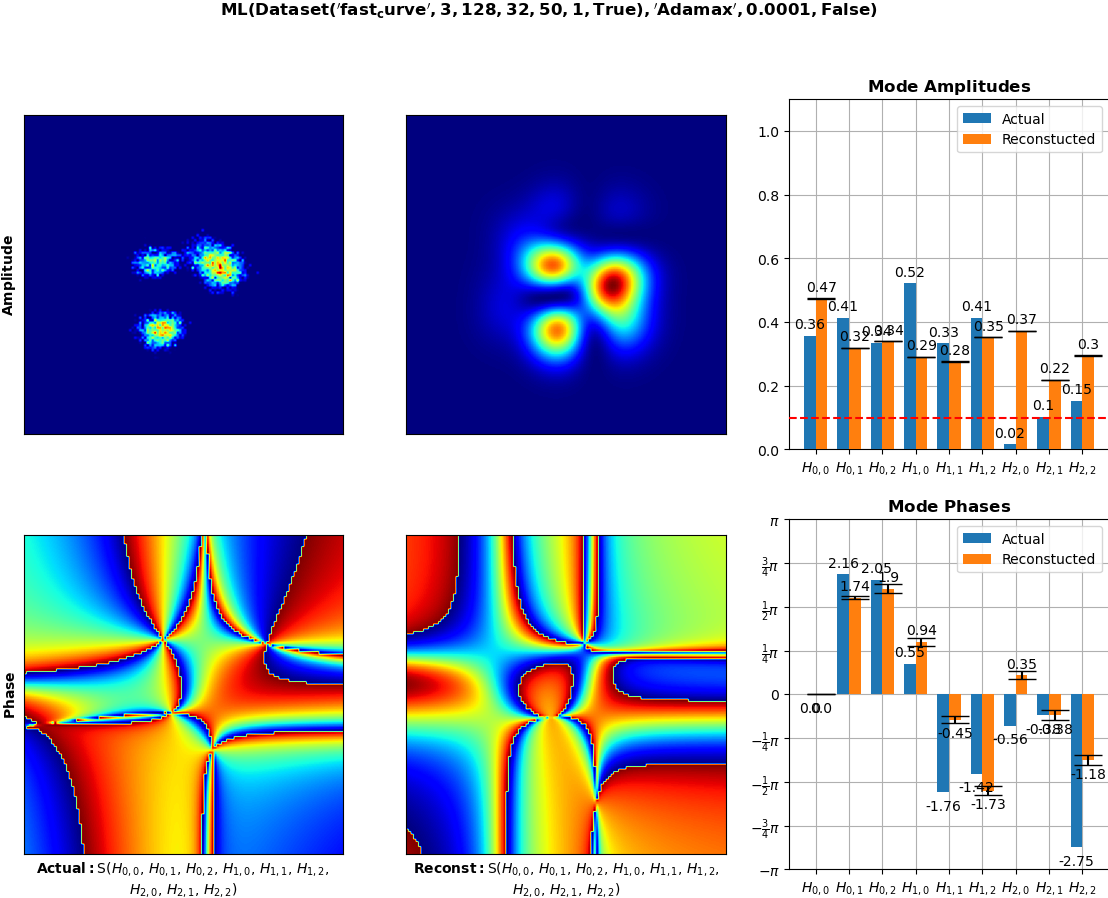 ML(Dataset(′fast_curve′, 3, 128, 32, 50, 1, True), ′Adamax′, 0.0001, False)
Amplitude
Mode Amplitudes
Actual
Reconstucted
1.0
0.8
0.6
0.4
0.2
0.0
0.36
0.47
0.41
0.32
0.34
0.34
0.52
0.29
0.33
0.28
0.41
0.35
0.02
0.37
0.1
0.22
0.15
0.3
H0,0 H0,1 H0,2 H1,0 H1,1 H1,2 H2,0 H2,1 H2,2
Phase
Actual: S(H0,0, H0,1, H0,2, H1,0, H1,1, H1,2,
H2,0, H2,1, H2,2)
Reconst: S(H0,0, H0,1, H0,2, H1,0, H1,1, H1,2,
H2,0, H2,1, H2,2)
Mode Phases
Actual
Reconstucted
π
3/4π
1/2π
1/4π
0
−1/4π
−1/2π
−3/4π
−π
0.0
0.0
2.16
1.74
2.05
1.9
0.55
0.94
-1.76
-0.45
-1.42
-1.73
-0.56
0.35
-0.38
-0.38
-2.75
-1.18
H0,0 H0,1 H0,2 H1,0 H1,1 H1,2 H2,0 H2,1 H2,2